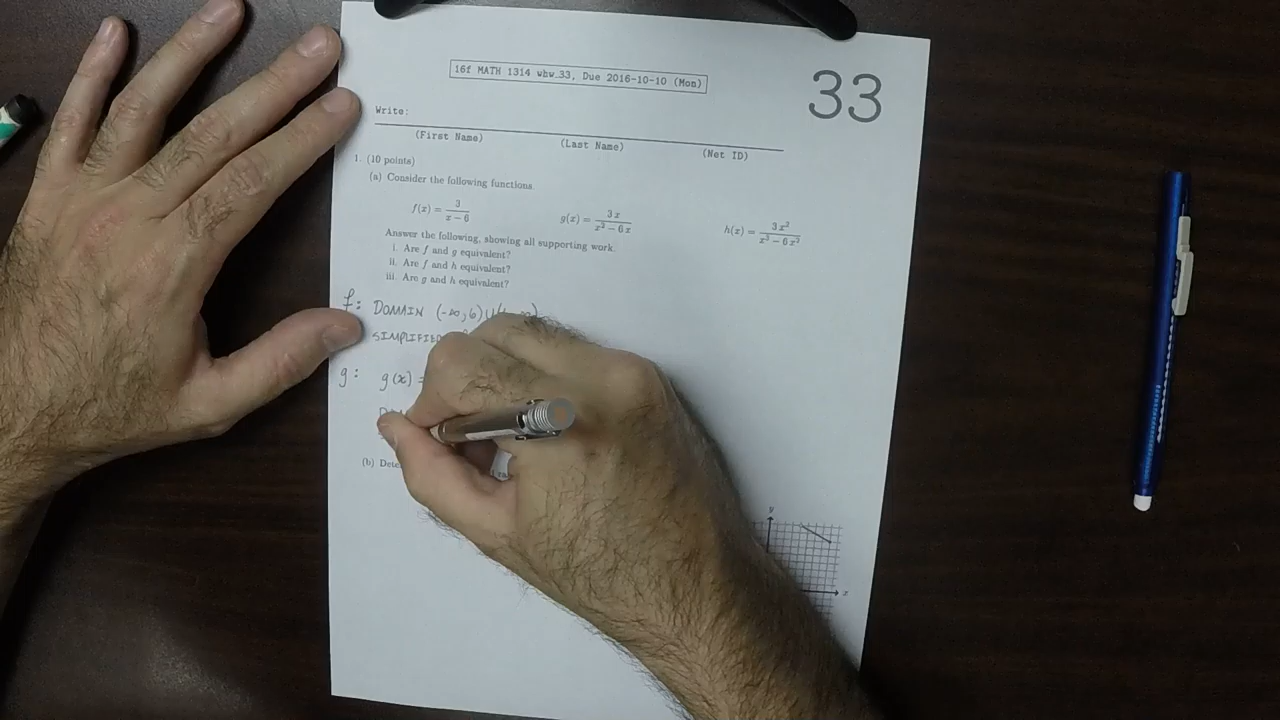 16f MATH 1314 whw_33, Due 2016-10-10 (Mon)
33
Write:
(First Name) (Last Name) (Net ID)
1. (10 points)
(a) Consider the following functions.
f(x) = 3/(x − 6) g(x) = 3x/(x² − 6x) h(x) = 3x²/(x³ − 6x²)
Answer the following, showing all supporting work.
i. Are f and g equivalent?
ii. Are f and h equivalent?
iii. Are g and h equivalent?
f: DOMAIN (-∞,6)∪
SIMPLIFIED
g: g(x) =
(b)
y
x